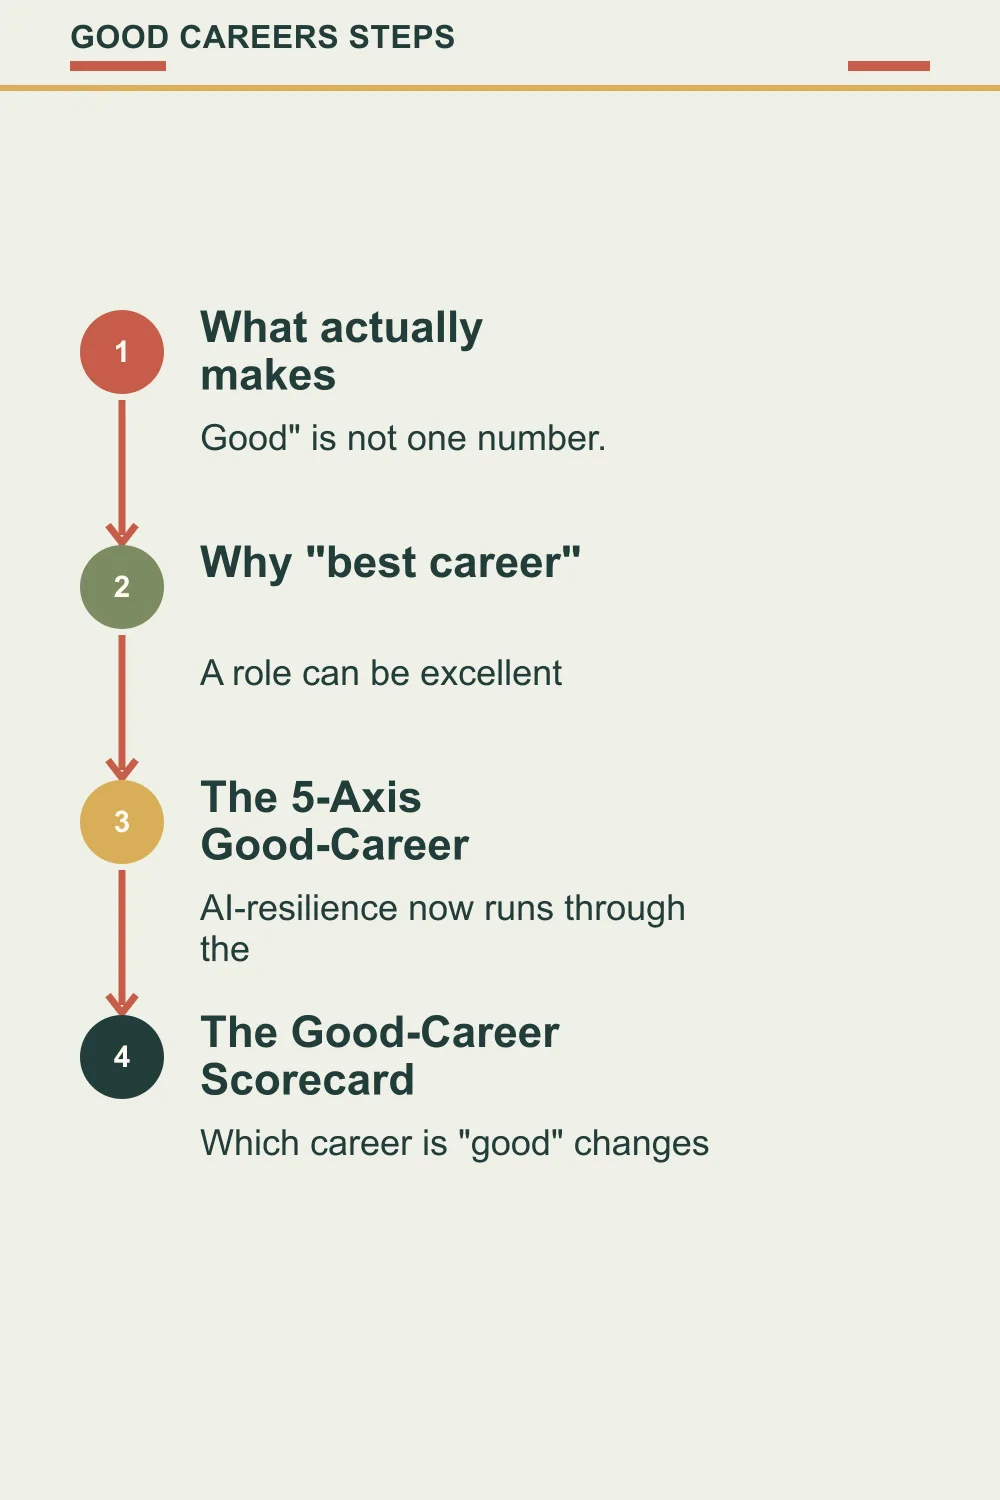 GOOD CAREERS STEPS
1
What actually
makes
Good" is not one number.
2
Why "best career"
A role can be excellent
3
The 5-Axis
Good-Career
AI-resilience now runs through
the
4
The Good-Career
Scorecard
Which career is "good" changes